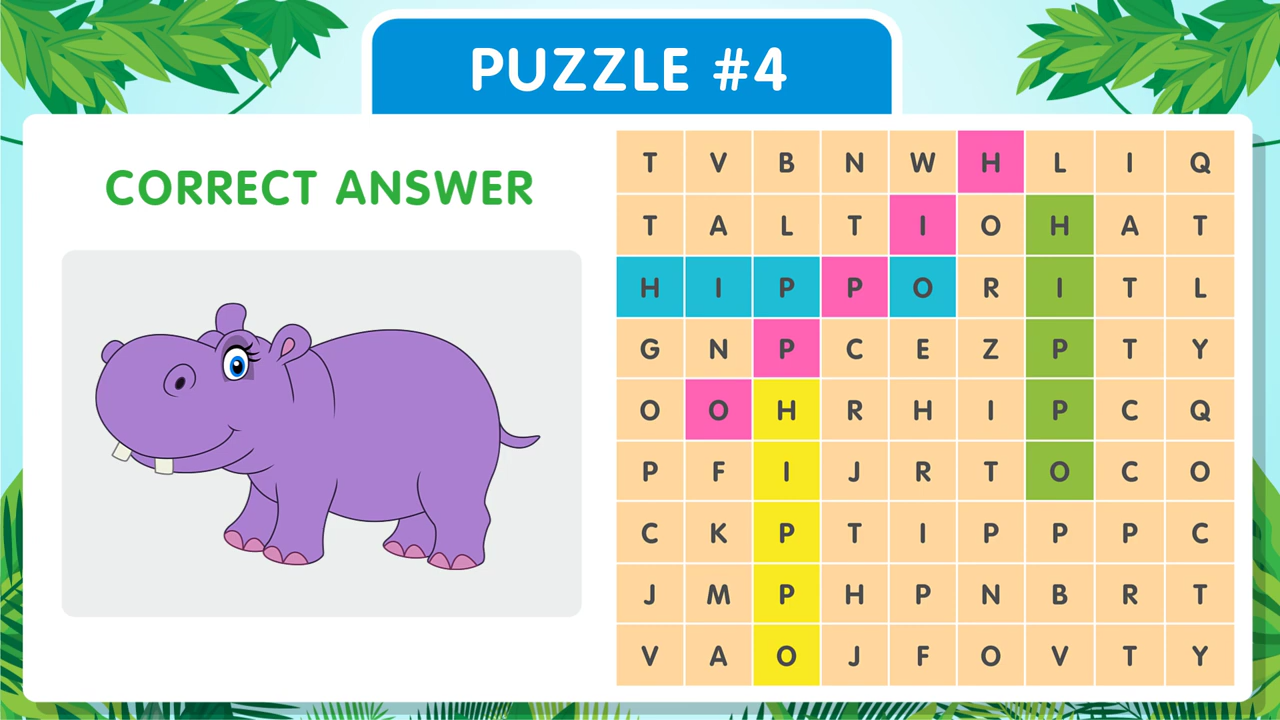 PUZZLE #4
CORRECT ANSWER
T V B N W H L I Q
T A L T I O H A T
H I P P O R I T L
G N P C E Z P T Y
O O H R H I P C Q
P F I J R T O C O
C K P T I P P P C
J M P H P N B R T
V A O J F O V T Y